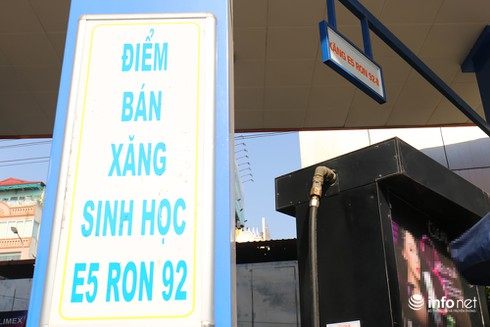 ĐIỂM
BÁN
XĂNG
SINH HỌC
E5 RON 92
XĂNG E5 RON 92
infonet